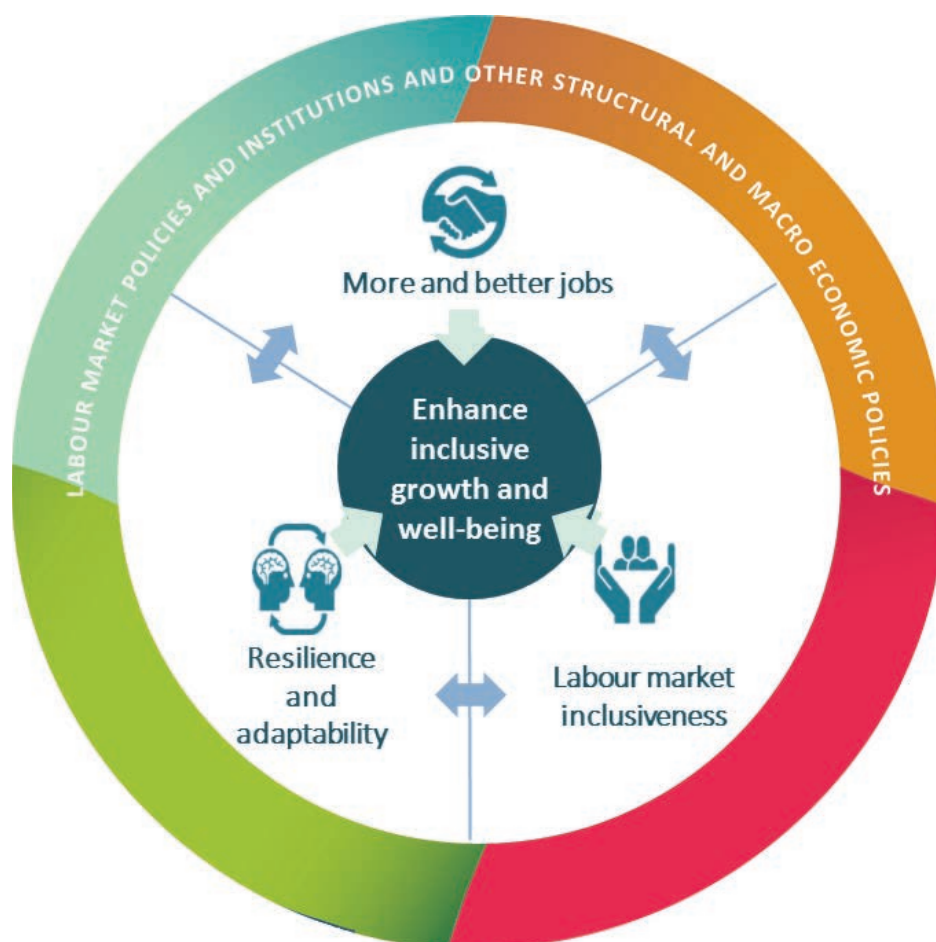 LABOUR MARKET POLICIES AND INSTITUTIONS AND OTHER STRUCTURAL AND MACRO ECONOMIC POLICIES
More and better jobs
Enhance
inclusive
growth and
well-being
Resilience
and
adaptability
Labour market
inclusiveness